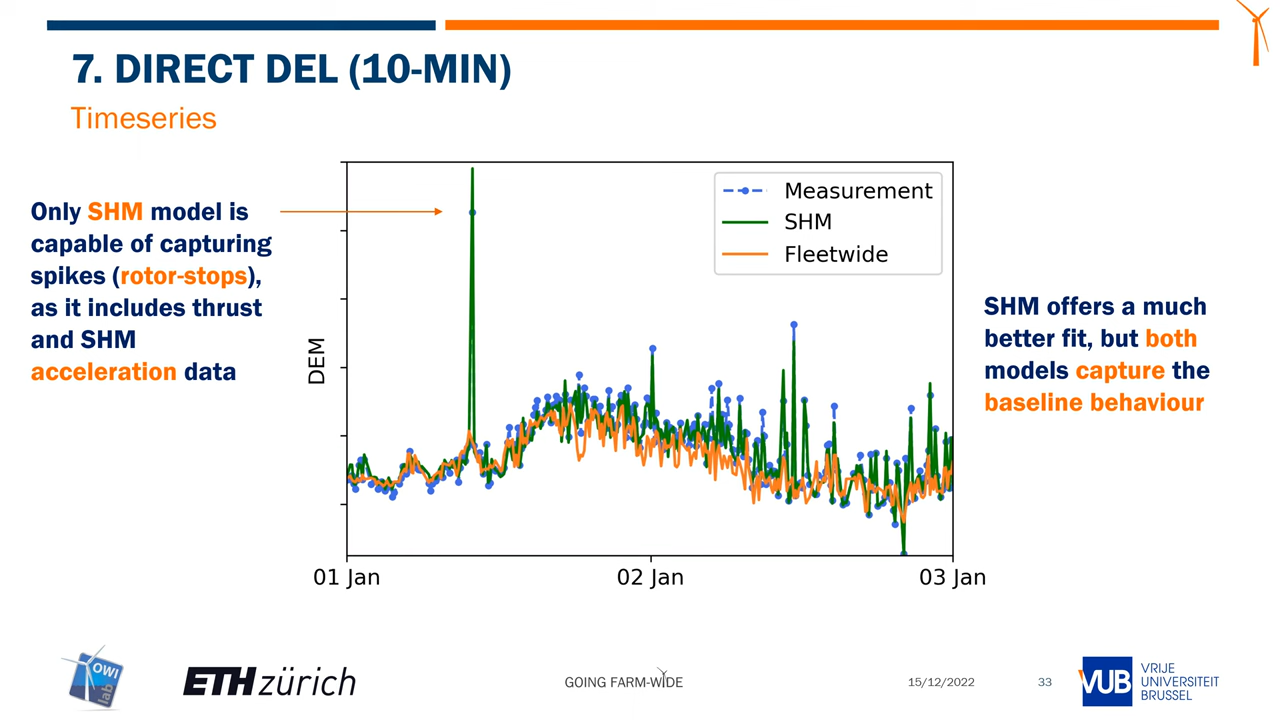 7. DIRECT DEL (10-MIN)
Timeseries
Only SHM model is
capable of capturing
spikes (rotor-stops),
as it includes thrust
and SHM
acceleration data
DEM
Measurement
SHM
Fleetwide
01 Jan
02 Jan
03 Jan
SHM offers a much
better fit, but both
models capture the
baseline behaviour
OWI
lab
ETH zürich
GOING FARM-WIDE
15/12/2022
33
VUB
VRIJE
UNIVERSITEIT
BRUSSEL